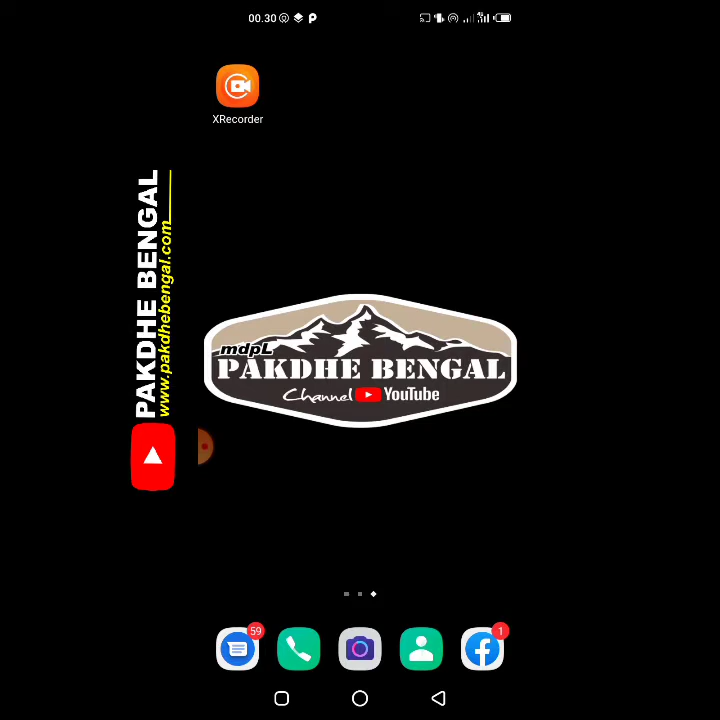 00.30
XRecorder
PAKDHE BENGAL
www.pakdhebengal.com
mdpL
PAKDHE BENGAL
Channel YouTube
59
1